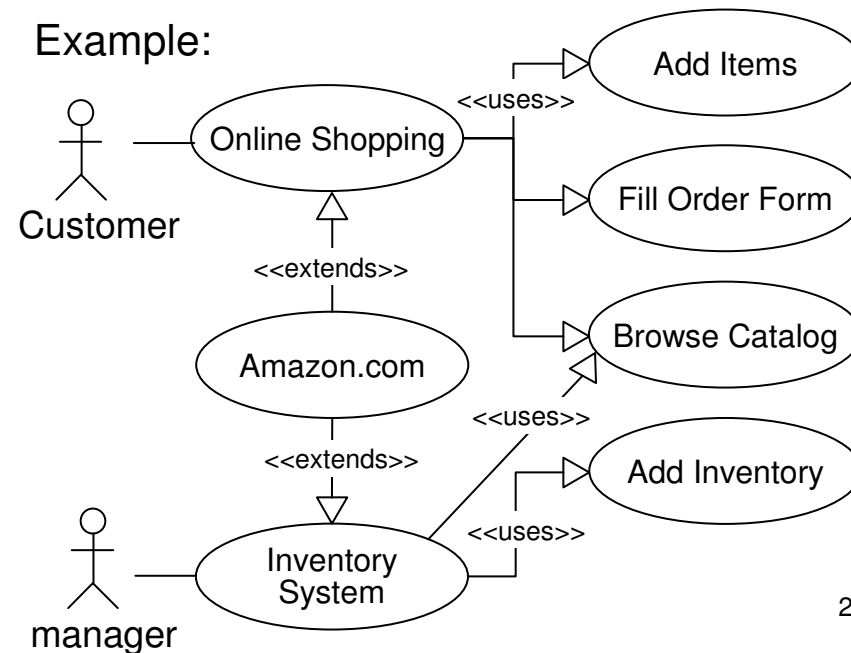 Example:
Add Items
<<uses>>
Online Shopping
Fill Order Form
Customer
<<extends>>
Browse Catalog
Amazon.com
<<uses>>
<<extends>>
Add Inventory
<<uses>>
Inventory
System
manager
2